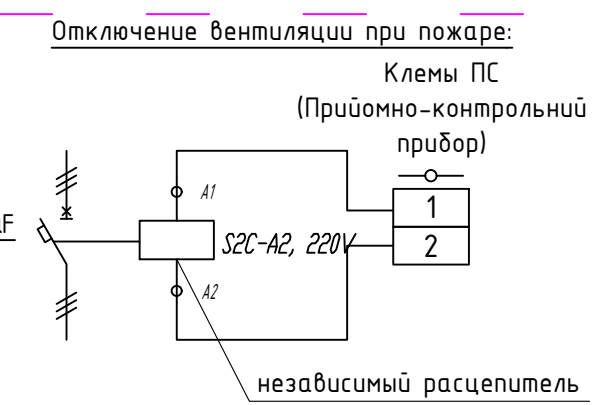 Отключение вентиляции при пожаре:
Клемы ПС
(Прийомно-контрольний
прибор)
A1
1
S2C-A2, 220V
2
A2
независимый расцепитель